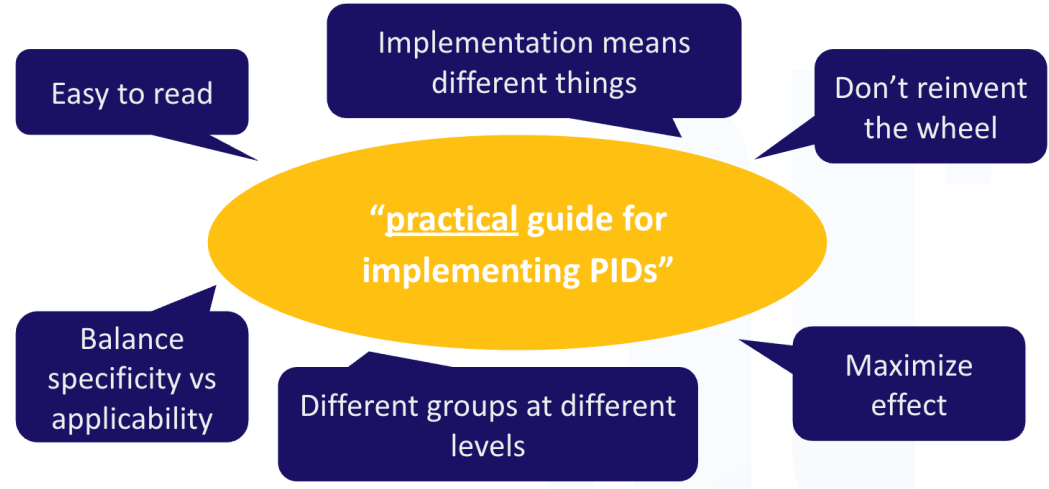 Implementation means
different things
Easy to read
Don’t reinvent
the wheel
“practical guide for
implementing PIDs”
Balance
specificity vs
applicability
Different groups at different
levels
Maximize
effect